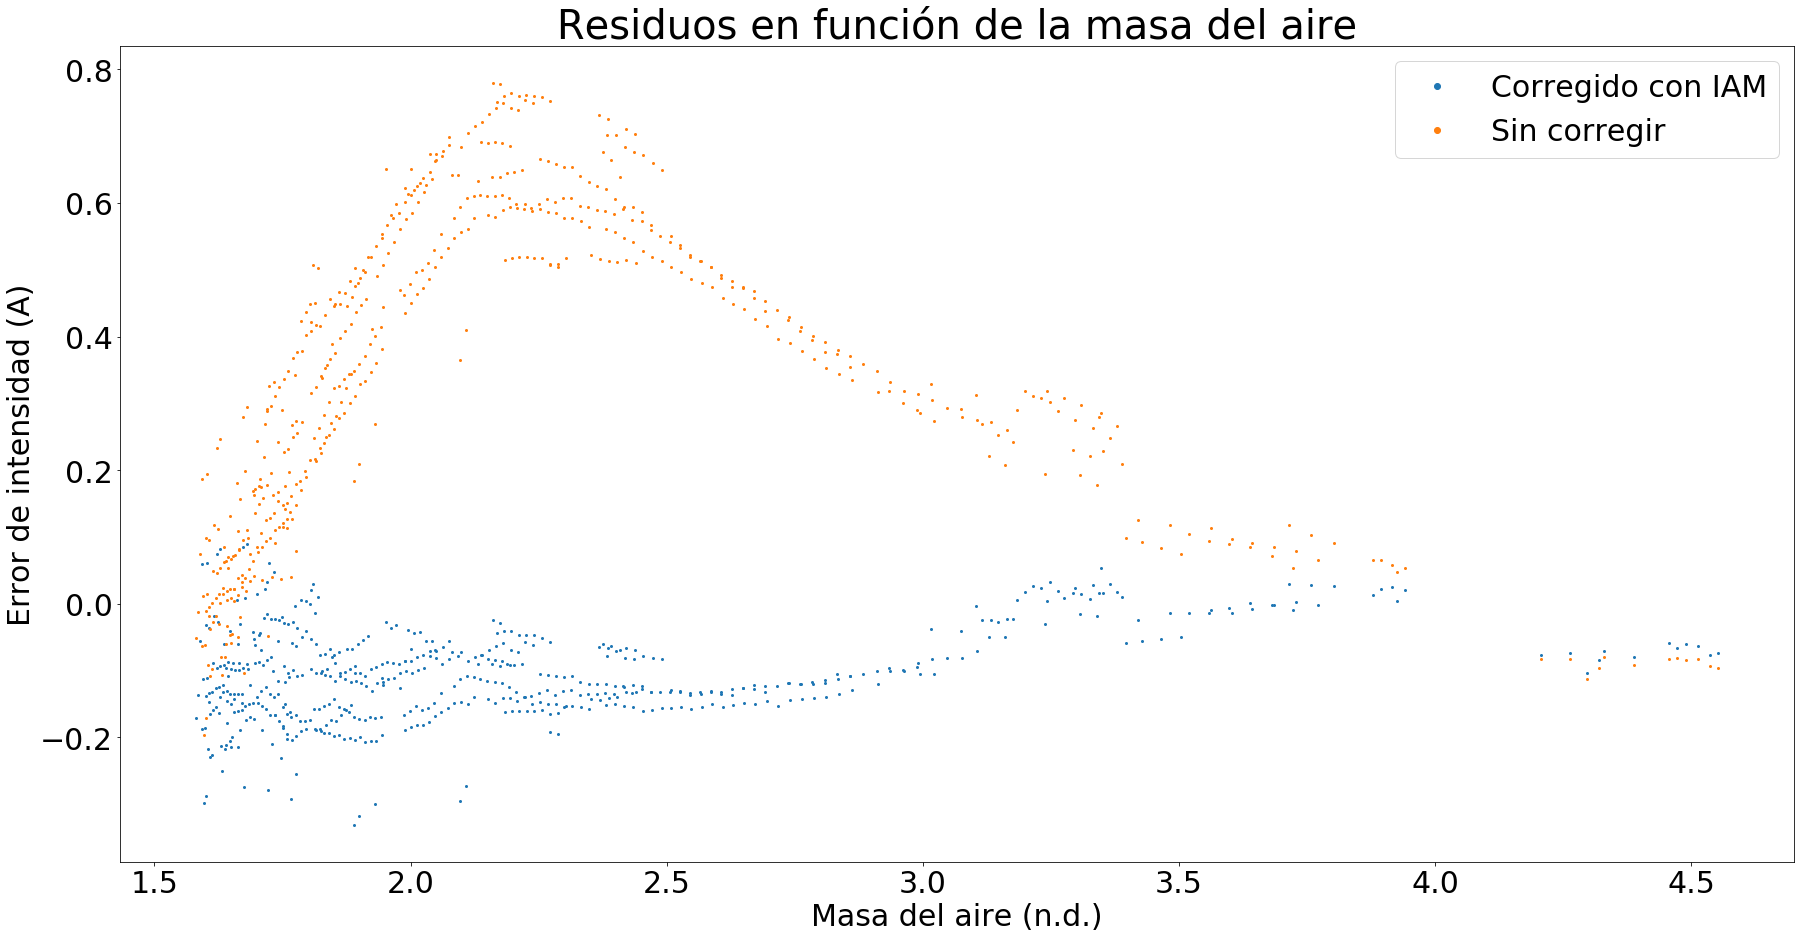 Residuos en función de la masa del aire
Corregido con IAM
Sin corregir
Error de intensidad (A)
0.8
0.6
0.4
0.2
0.0
−0.2
1.5 2.0 2.5 3.0 3.5 4.0 4.5
Masa del aire (n.d.)